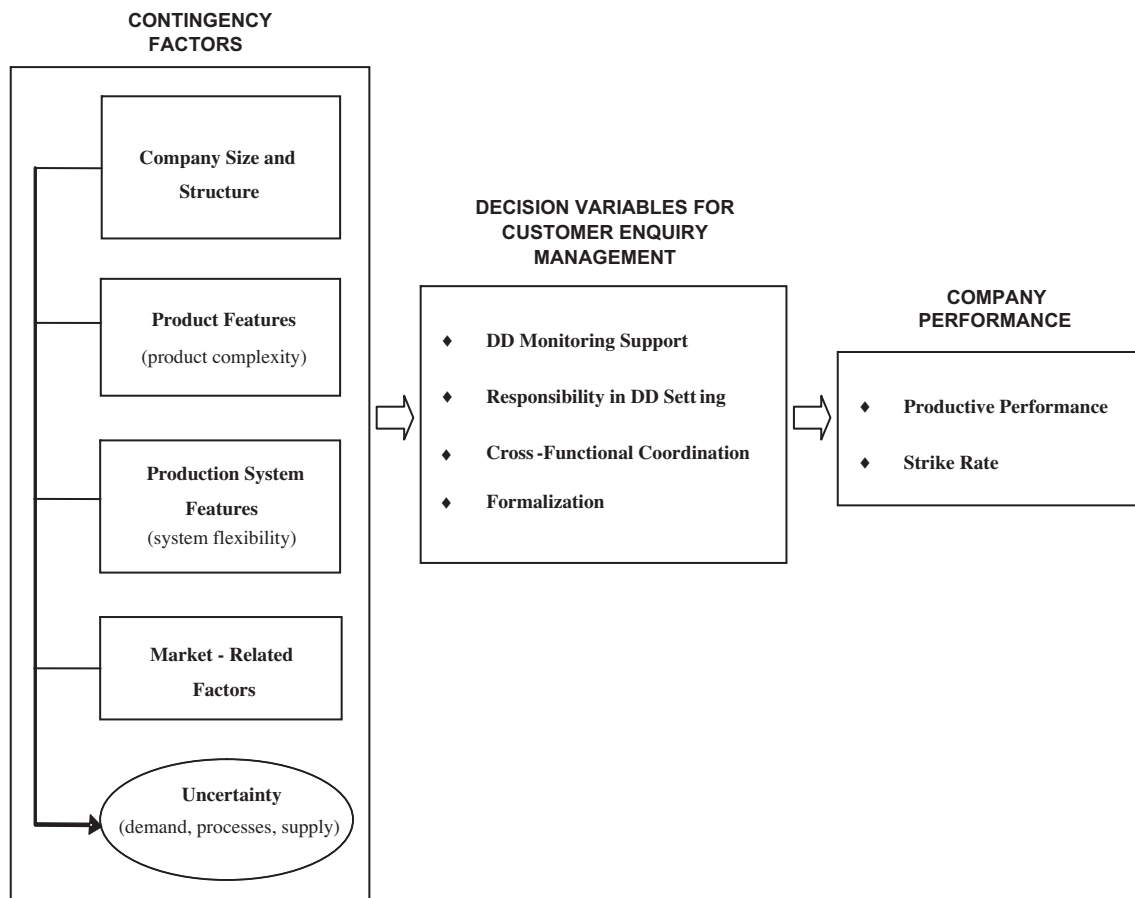 CONTINGENCY
FACTORS
Company Size and
Structure
Product Features
(product complexity)
Production System
Features
(system flexibility)
Market - Related
Factors
Uncertainty
(demand, processes, supply)
DECISION VARIABLES FOR
CUSTOMER ENQUIRY
MANAGEMENT
♦ DD Monitoring Support
♦ Responsibility in DD Setting
♦ Cross-Functional Coordination
♦ Formalization
COMPANY
PERFORMANCE
♦ Productive Performance
♦ Strike Rate